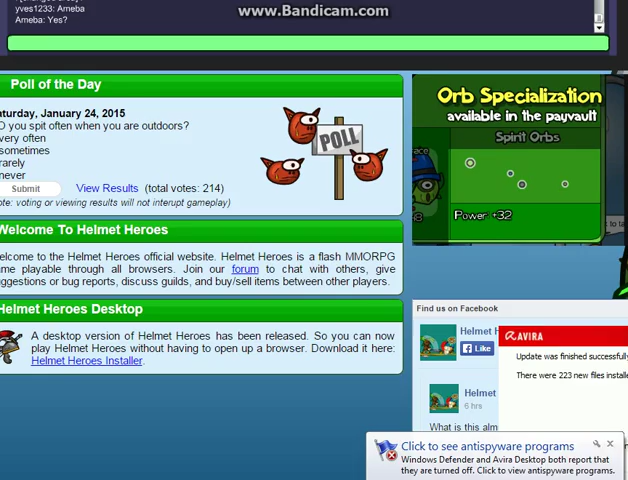 www.Bandicam.com
yves1233: Ameba
Ameba: Yes?
Poll of the Day
aturday, January 24, 2015
O you spit often when you are outdoors?
very often
sometimes
rarely
never
Submit
View Results (total votes: 214)
ote: voting or viewing results will not interupt gameplay)
POLL
Orb Specialization
available in the payvault
Spirit Orbs
Power +32
Welcome To Helmet Heroes
elcome to the Helmet Heroes official website. Helmet Heroes is a flash MMORPG
me playable through all browsers. Join our forum to chat with others, give
ggestions or bug reports, discuss guilds, and buy/sell items between other players.
Helmet Heroes Desktop
A desktop version of Helmet Heroes has been released. So you can now
play Helmet Heroes without having to open up a browser. Download it here:
Helmet Heroes Installer.
Find us on Facebook
Helmet H
Like
Helmet
6 hrs
What is this alm
AVIRA
Update was finished successfully
There were 223 new files installe
Click to see antispyware programs
Windows Defender and Avira Desktop both report that
they are turned off. Click to view antispyware programs.